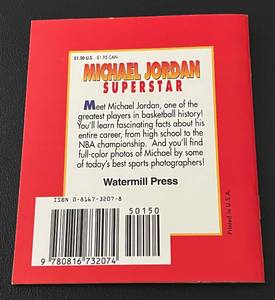 $1.50 U.S. $1.95 CAN
MICHAEL JORDAN
SUPERSTAR
Meet Michael Jordan, one of the
greatest players in basketball history!
You'll learn fascinating facts about his
entire career, from high school to the
NBA championship. And you'll find
full-color photos of Michael by some of
today's best sports photographers!
Watermill Press
Printed in U.S.A.
ISBN 0-8167-3207-8
50150
9 780816 732074